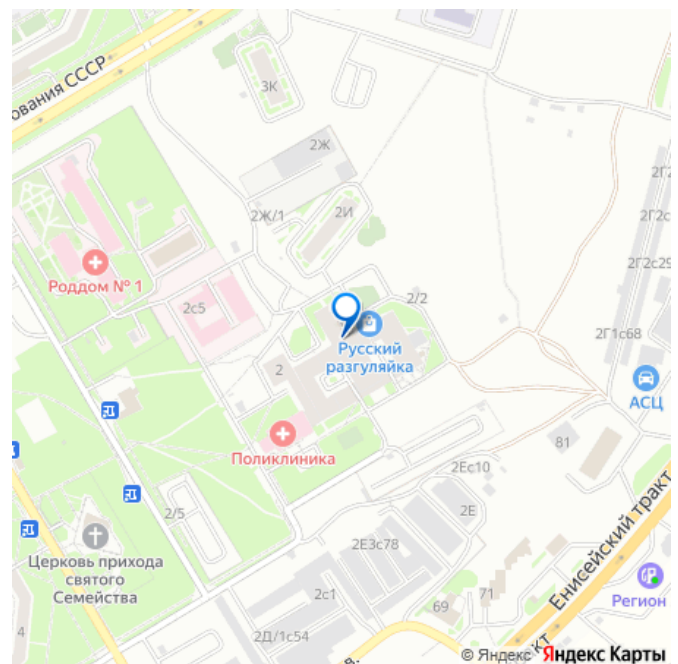 ования СССР
3К
2Ж
2Ж/1
2И
Роддом № 1
2с5
2/2
2Г2с29
2Г1с68
Русский
разгуляйка
2
АСЦ
Поликлиника
81
2Ес10
2/5
2Е
2Е3с78
Церковь прихода
святого
Семейства
Енисейский тракт
2с1
71
69
Регион
4
2Д/1с54
кт
© Яндекс Яндекс Карты